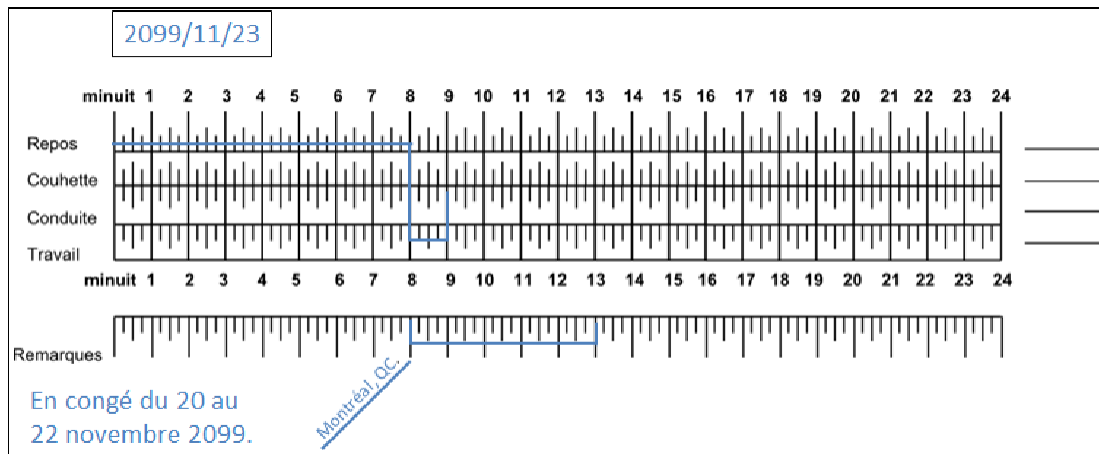 2099/11/23
minuit 1 2 3 4 5 6 7 8 9 10 11 12 13 14 15 16 17 18 19 20 21 22 23 24
Repos
Couhette
Conduite
Travail
minuit 1 2 3 4 5 6 7 8 9 10 11 12 13 14 15 16 17 18 19 20 21 22 23 24
Remarques
Montréal, QC.
En congé du 20 au
22 novembre 2099.